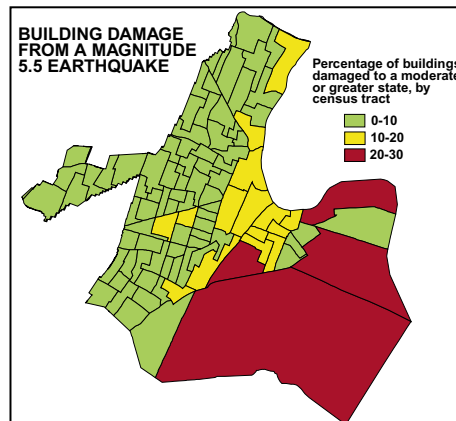 BUILDING DAMAGE
FROM A MAGNITUDE
5.5 EARTHQUAKE
Percentage of buildings
damaged to a moderate
or greater state, by
census tract
0-10
10-20
20-30